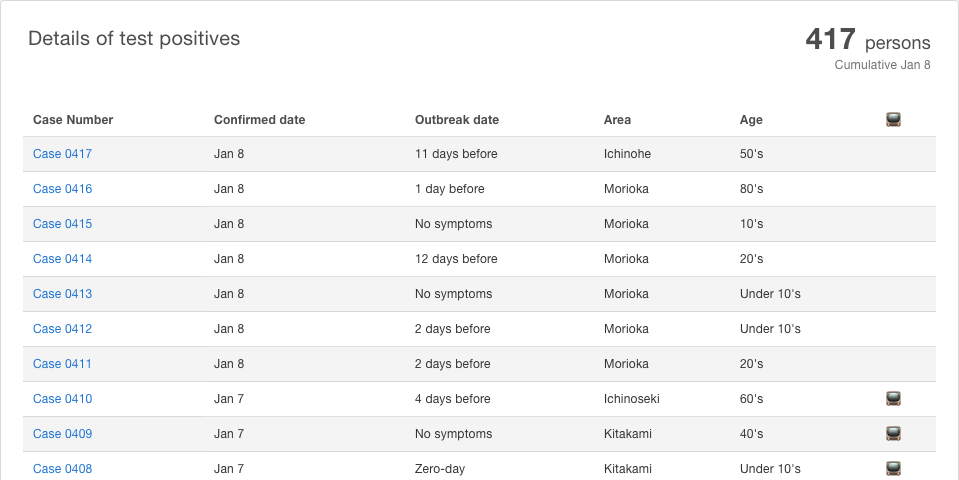 Details of test positives
417 persons
Cumulative Jan 8
Case Number Confirmed date Outbreak date Area Age
Case 0417 Jan 8 11 days before Ichinohe 50's
Case 0416 Jan 8 1 day before Morioka 80's
Case 0415 Jan 8 No symptoms Morioka 10's
Case 0414 Jan 8 12 days before Morioka 20's
Case 0413 Jan 8 No symptoms Morioka Under 10's
Case 0412 Jan 8 2 days before Morioka Under 10's
Case 0411 Jan 8 2 days before Morioka 20's
Case 0410 Jan 7 4 days before Ichinoseki 60's
Case 0409 Jan 7 No symptoms Kitakami 40's
Case 0408 Jan 7 Zero-day Kitakami Under 10's